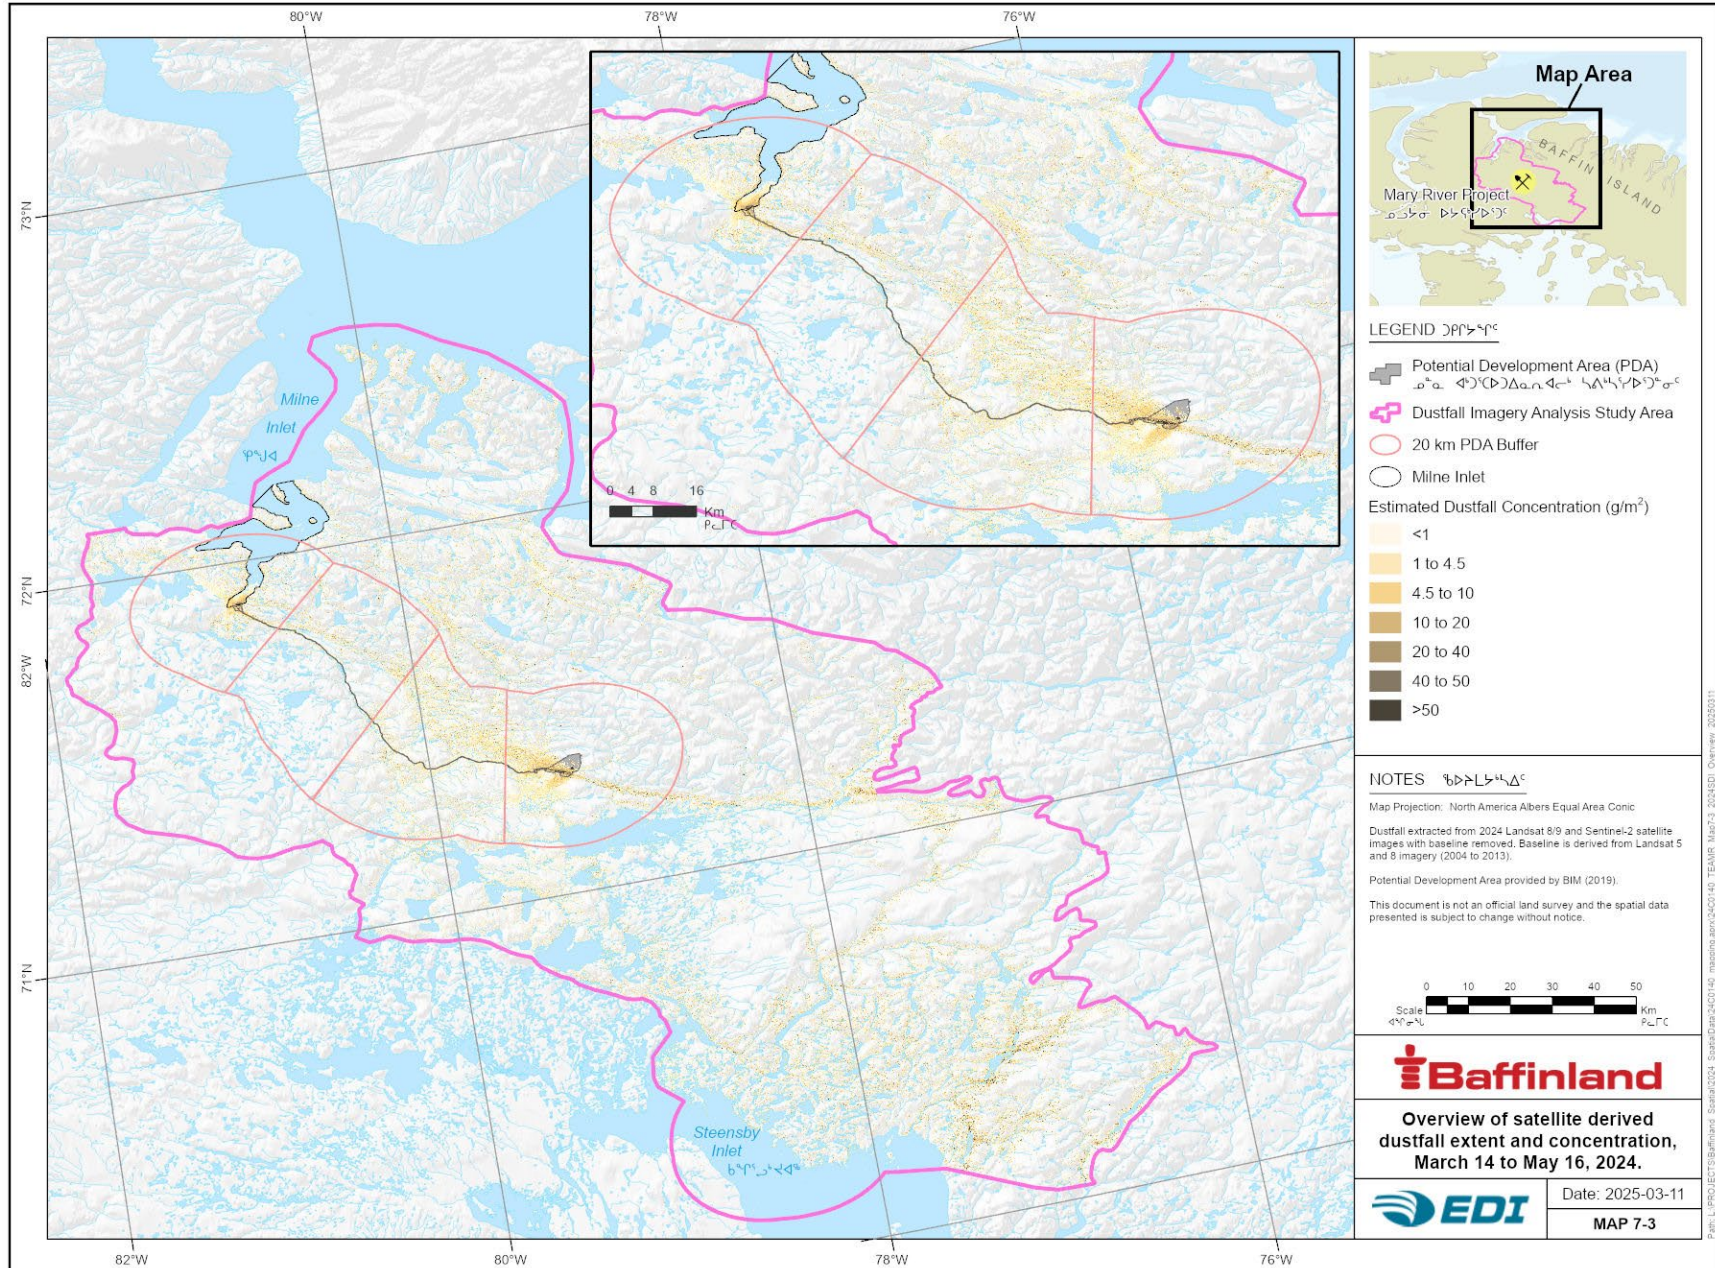 80°W
78°W
76°W
73°N
72°N
82°W
71°N
82°W
80°W
78°W
76°W
Milne
Inlet
ᕿᖕᒍᐊ
Steensby
Inlet
0 4 8 16
Km
ᑭᓚᒥᑕ
Map Area
BAFFIN ISLAND
Mary River Project
LEGEND
Potential Development Area (PDA)
Dustfall Imagery Analysis Study Area
20 km PDA Buffer
Milne Inlet
Estimated Dustfall Concentration (g/m²)
<1
1 to 4.5
4.5 to 10
10 to 20
20 to 40
40 to 50
>50
NOTES
Map Projection: North America Albers Equal Area Conic
Dustfall extracted from 2024 Landsat 8/9 and Sentinel-2 satellite
images with baseline removed. Baseline is derived from Landsat 5
and 8 imagery (2004 to 2013).
Potential Development Area provided by BIM (2019).
This document is not an official land survey and the spatial data
presented is subject to change without notice.
0 10 20 30 40 50
Scale
Km
ᑭᓚᒥᑕ
Baffinland
Overview of satellite derived
dustfall extent and concentration,
March 14 to May 16, 2024.
EDI
Date: 2025-03-11
MAP 7-3